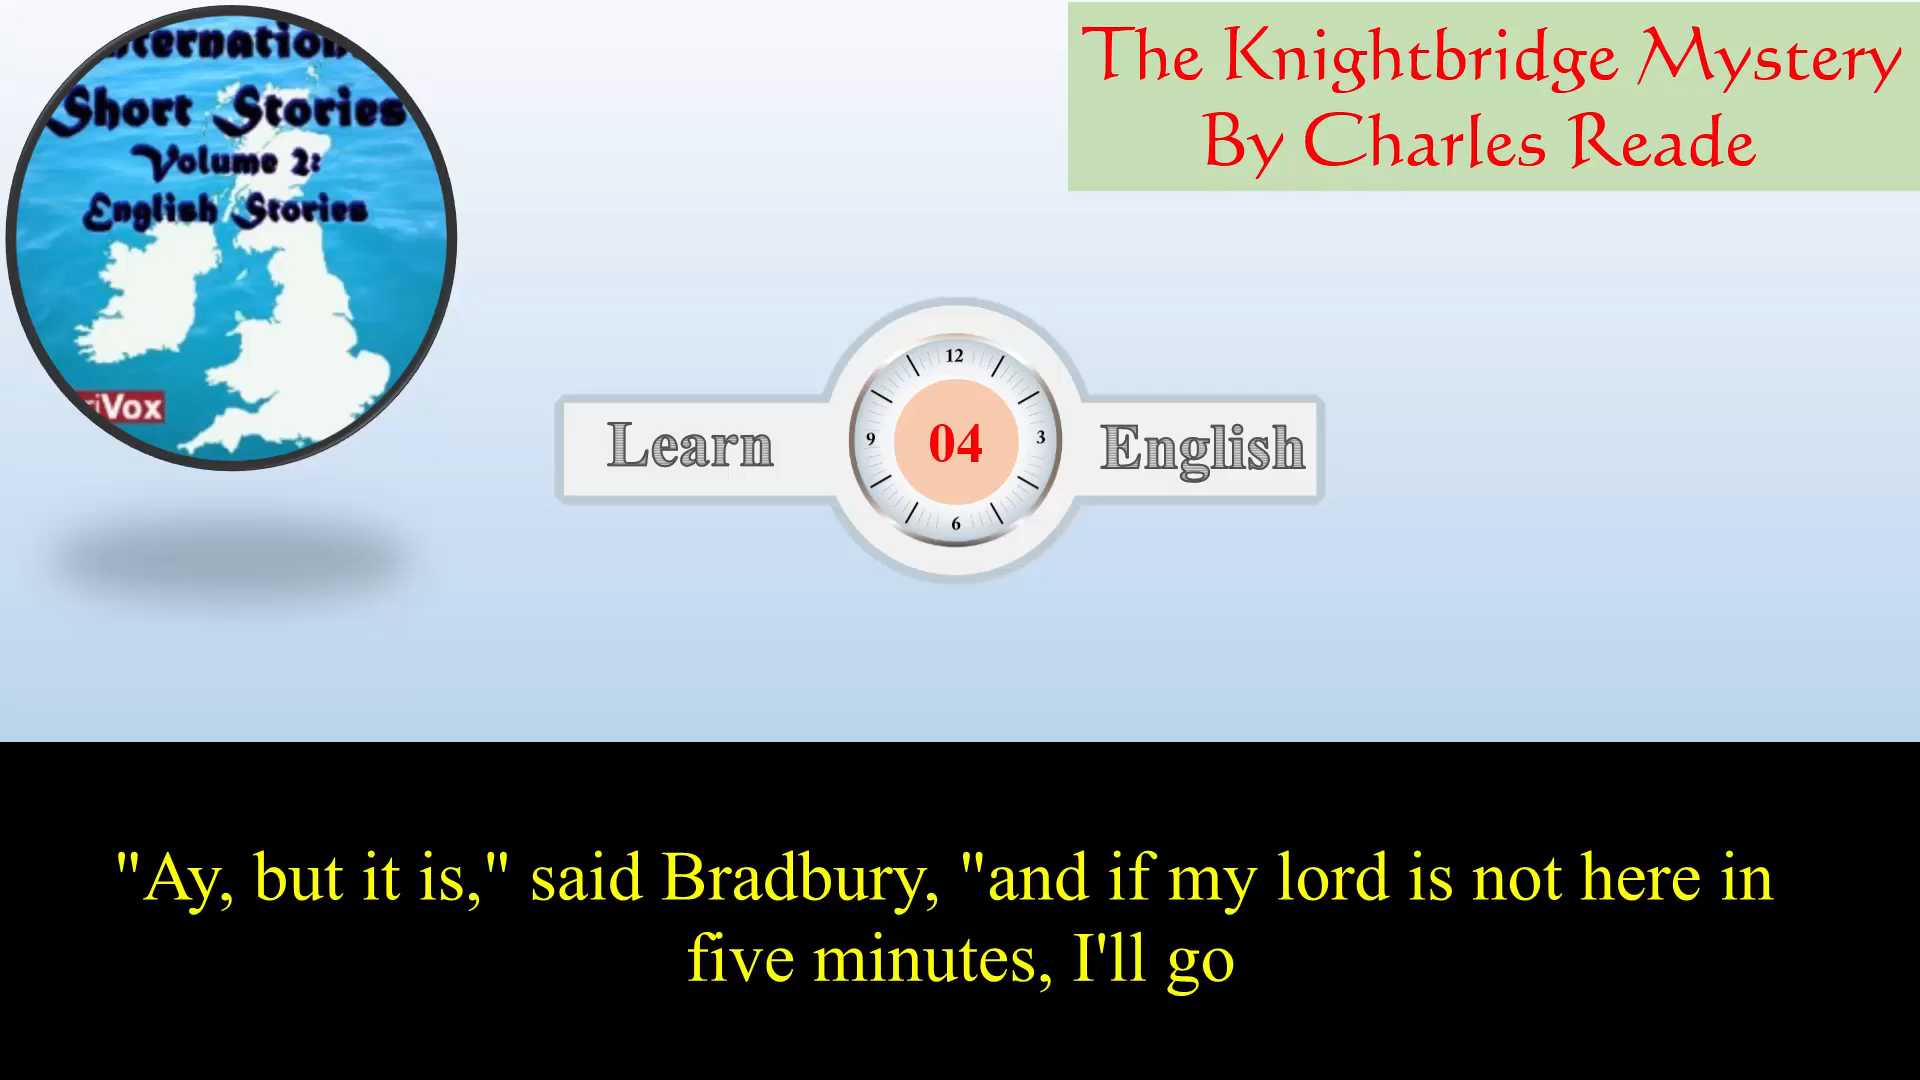 Short Stories
Volume 2:
English Stories
Vox
The Knightbridge Mystery
By Charles Reade
Learn
12
9
04
3
6
English
"Ay, but it is," said Bradbury, "and if my lord is not here in
five minutes, I'll go